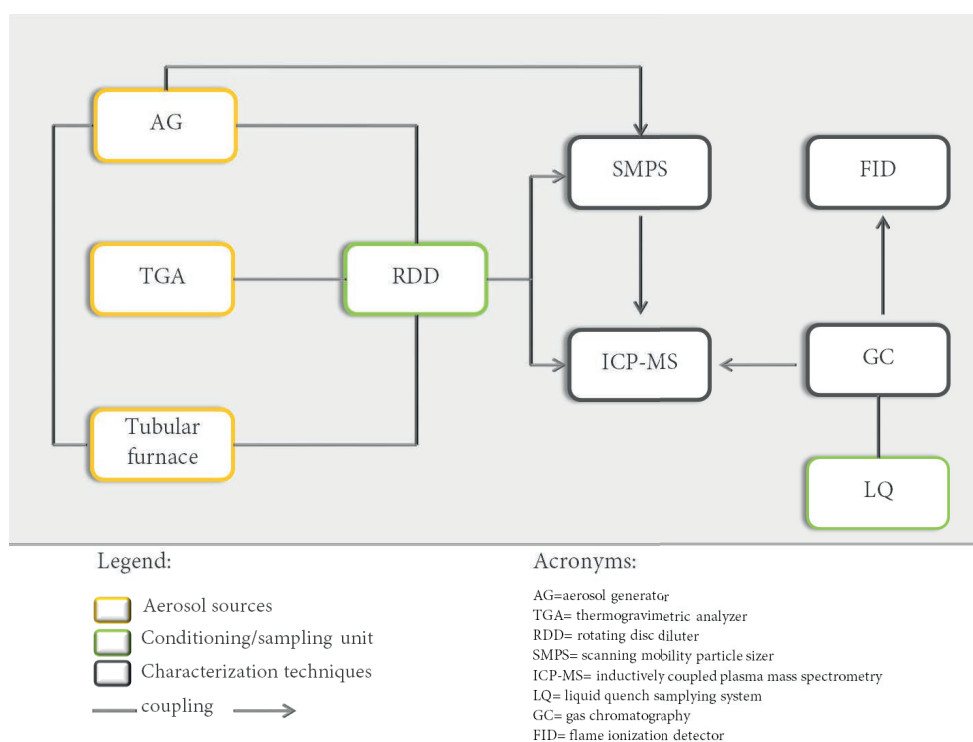 AG
SMPS
FID
TGA
RDD
ICP-MS
GC
Tubular
furnace
LQ
Legend:
Aerosol sources
Conditioning/sampling unit
Characterization techniques
coupling
Acronyms:
AG=aerosol generator
TGA= thermogravimetric analyzer
RDD= rotating disc diluter
SMPS= scanning mobility particle sizer
ICP-MS= inductively coupled plasma mass spectrometry
LQ= liquid quench samplying system
GC= gas chromatography
FID= flame ionization detector